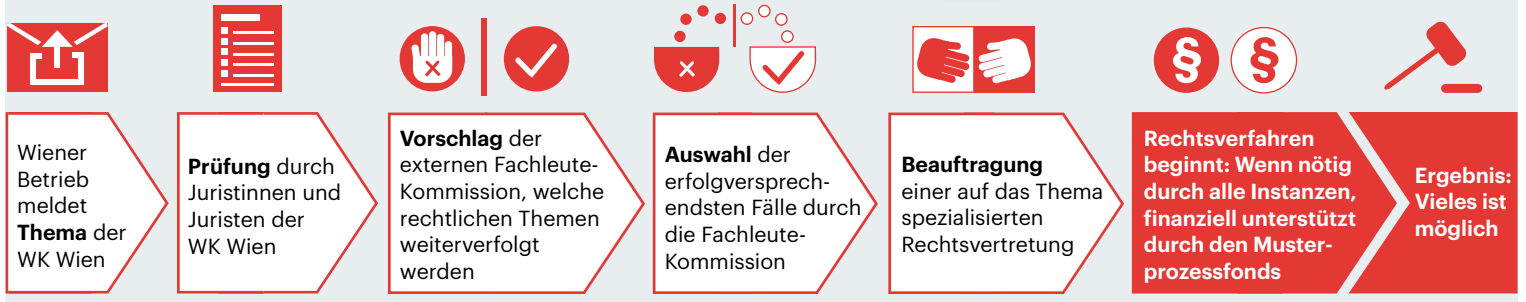 Wiener
Betrieb
meldet
Thema der
WK Wien
Prüfung durch
Juristinnen und
Juristen der
WK Wien
Vorschlag der
externen Fachleute-
Kommission, welche
rechtlichen Themen
weiterverfolgt
werden
Auswahl der
erfolgversprech-
endsten Fälle durch
die Fachleute-
Kommission
Beauftragung
einer auf das Thema
spezialisierten
Rechtsvertretung
§ §
Rechtsverfahren
beginnt: Wenn nötig
durch alle Instanzen,
finanziell unterstützt
durch den Muster-
prozessfonds
Ergebnis:
Vieles ist
möglich